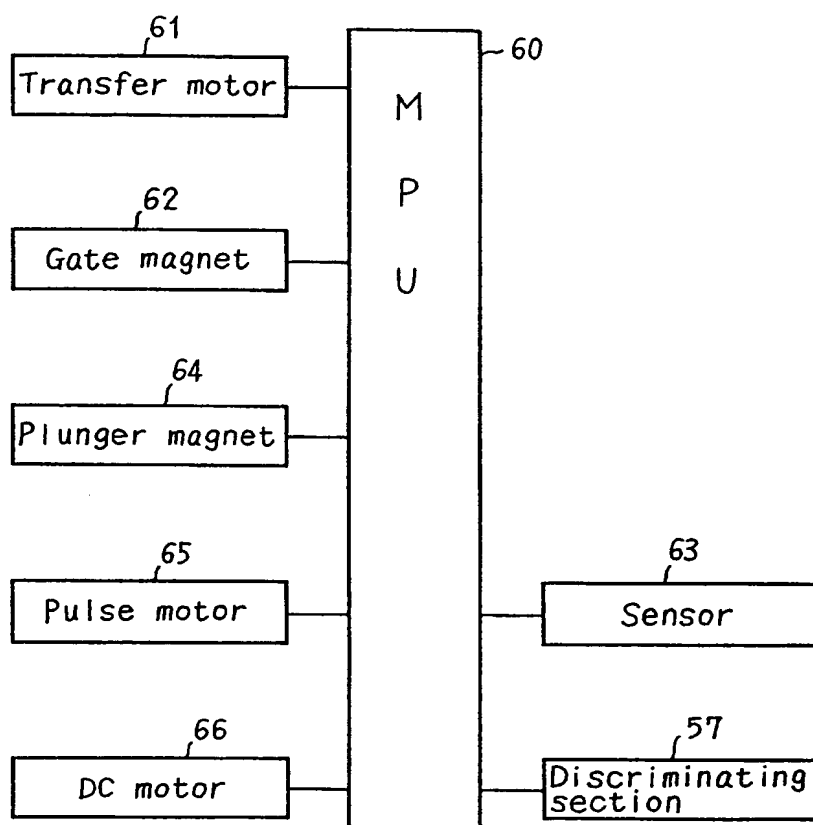 61
Transfer motor
62
Gate magnet
64
Plunger magnet
65
Pulse motor
66
DC motor
M
P
U
60
63
Sensor
57
Discriminating
section